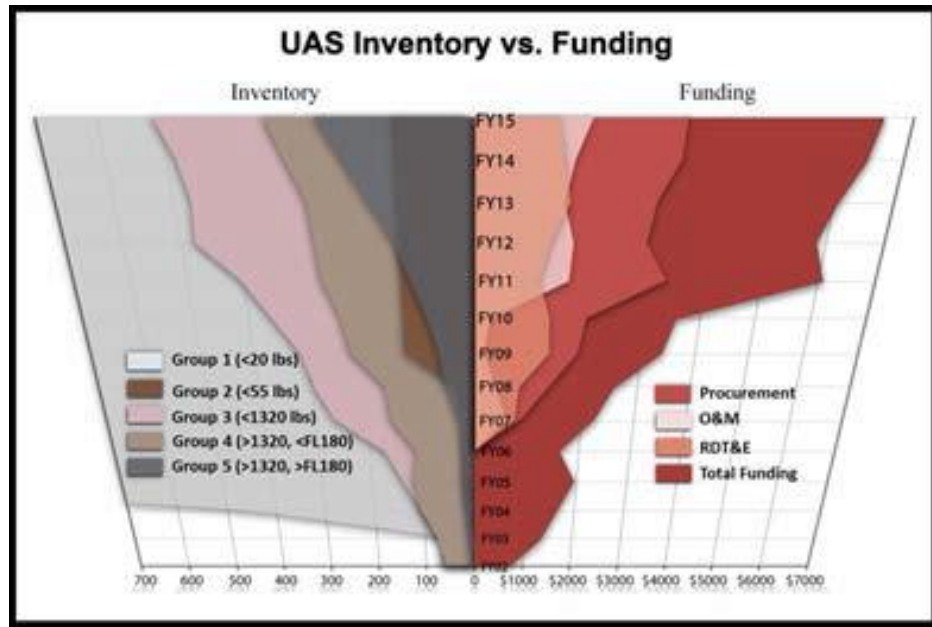 UAS Inventory vs. Funding
Inventory
Funding
FY15
FY14
FY13
FY12
FY11
FY10
FY09
FY08
FY07
FY06
FY05
FY04
FY03
FY02
Group 1 (<20 lbs)
Group 2 (<55 lbs)
Group 3 (<1320 lbs)
Group 4 (>1320, <FL180)
Group 5 (>1320, >FL180)
Procurement
O&M
RDT&E
Total Funding
700 600 500 400 300 200 100 0 $1000 $2000 $3000 $4000 $5000 $6000 $7000